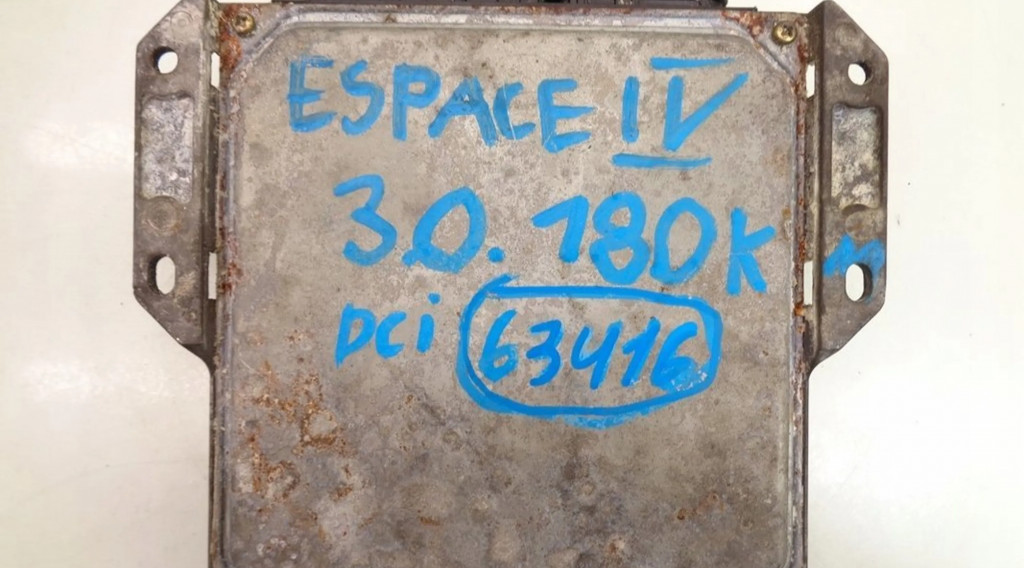 ESPACE IV
3.0. 180K
DCi 63416